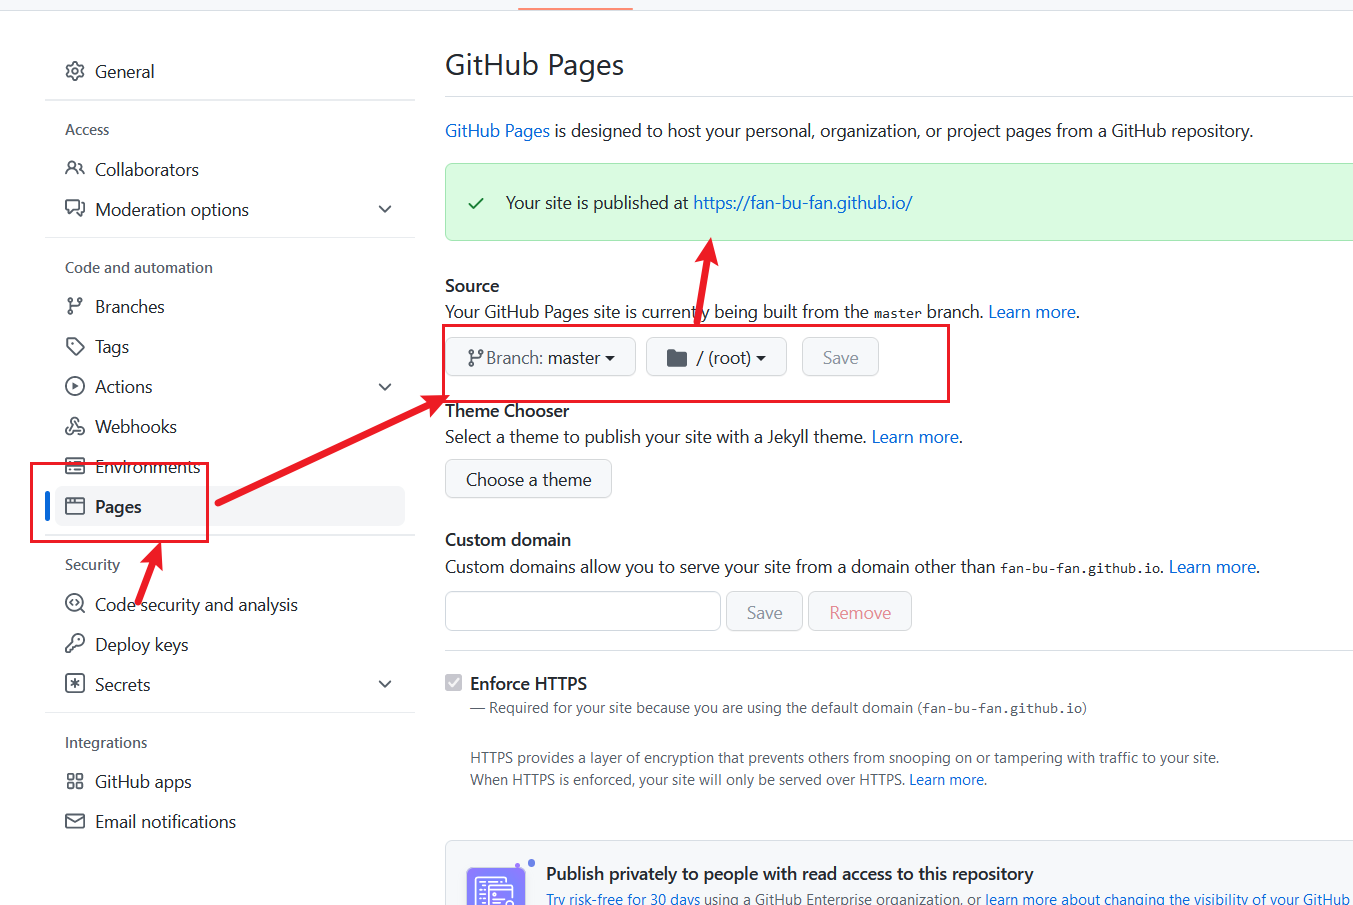 General
Access
Collaborators
Moderation options
Code and automation
Branches
Tags
Actions
Webhooks
Environments
Pages
Security
Code security and analysis
Deploy keys
Secrets
Integrations
GitHub apps
Email notifications
GitHub Pages
GitHub Pages is designed to host your personal, organization, or project pages from a GitHub repository.
Your site is published at https://fan-bu-fan.github.io/
Source
Your GitHub Pages site is currently being built from the master branch. Learn more.
Branch: master / (root) Save
Theme Chooser
Select a theme to publish your site with a Jekyll theme. Learn more.
Choose a theme
Custom domain
Custom domains allow you to serve your site from a domain other than fan-bu-fan.github.io. Learn more.
Save Remove
Enforce HTTPS
— Required for your site because you are using the default domain (fan-bu-fan.github.io)
HTTPS provides a layer of encryption that prevents others from snooping on or tampering with traffic to your site.
When HTTPS is enforced, your site will only be served over HTTPS. Learn more.
Publish privately to people with read access to this repository
Try risk-free for 30 days using a GitHub Enterprise organization, or learn more about changing the visibility of your GitHub